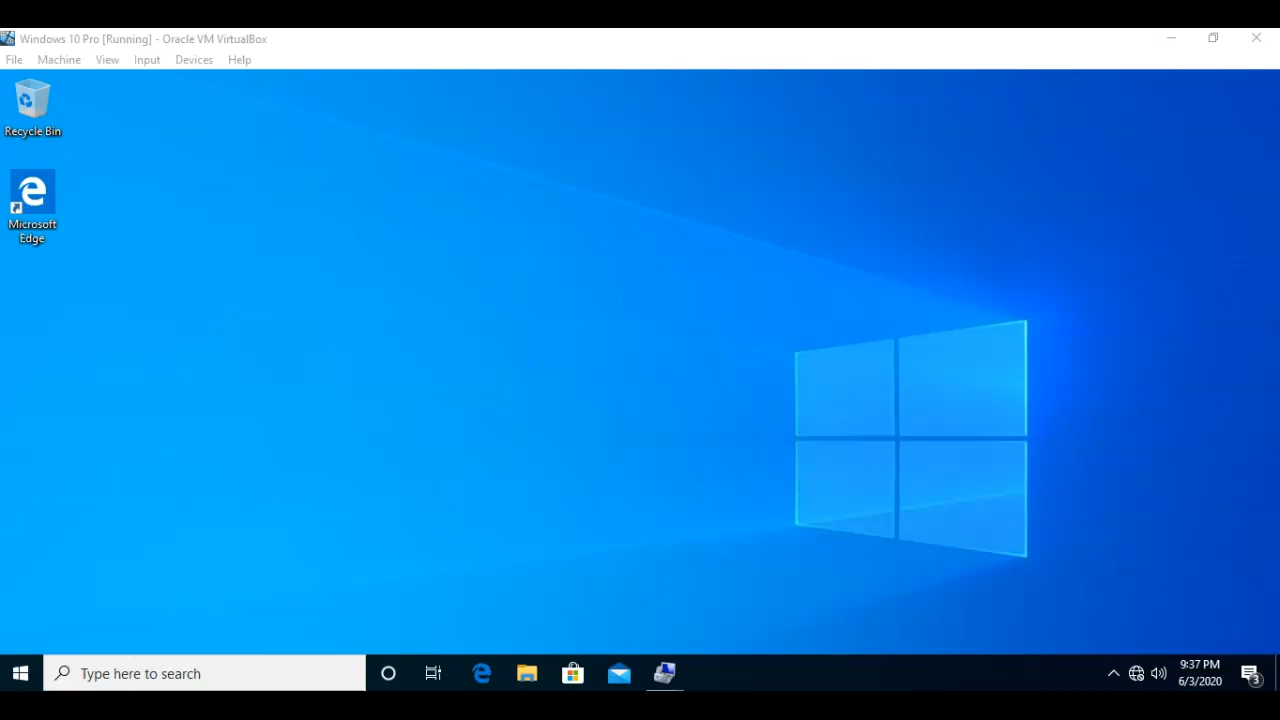 Windows 10 Pro [Running] - Oracle VM VirtualBox
File Machine View Input Devices Help
Recycle Bin
Microsoft
Edge
Type here to search
9:37 PM
6/3/2020
3